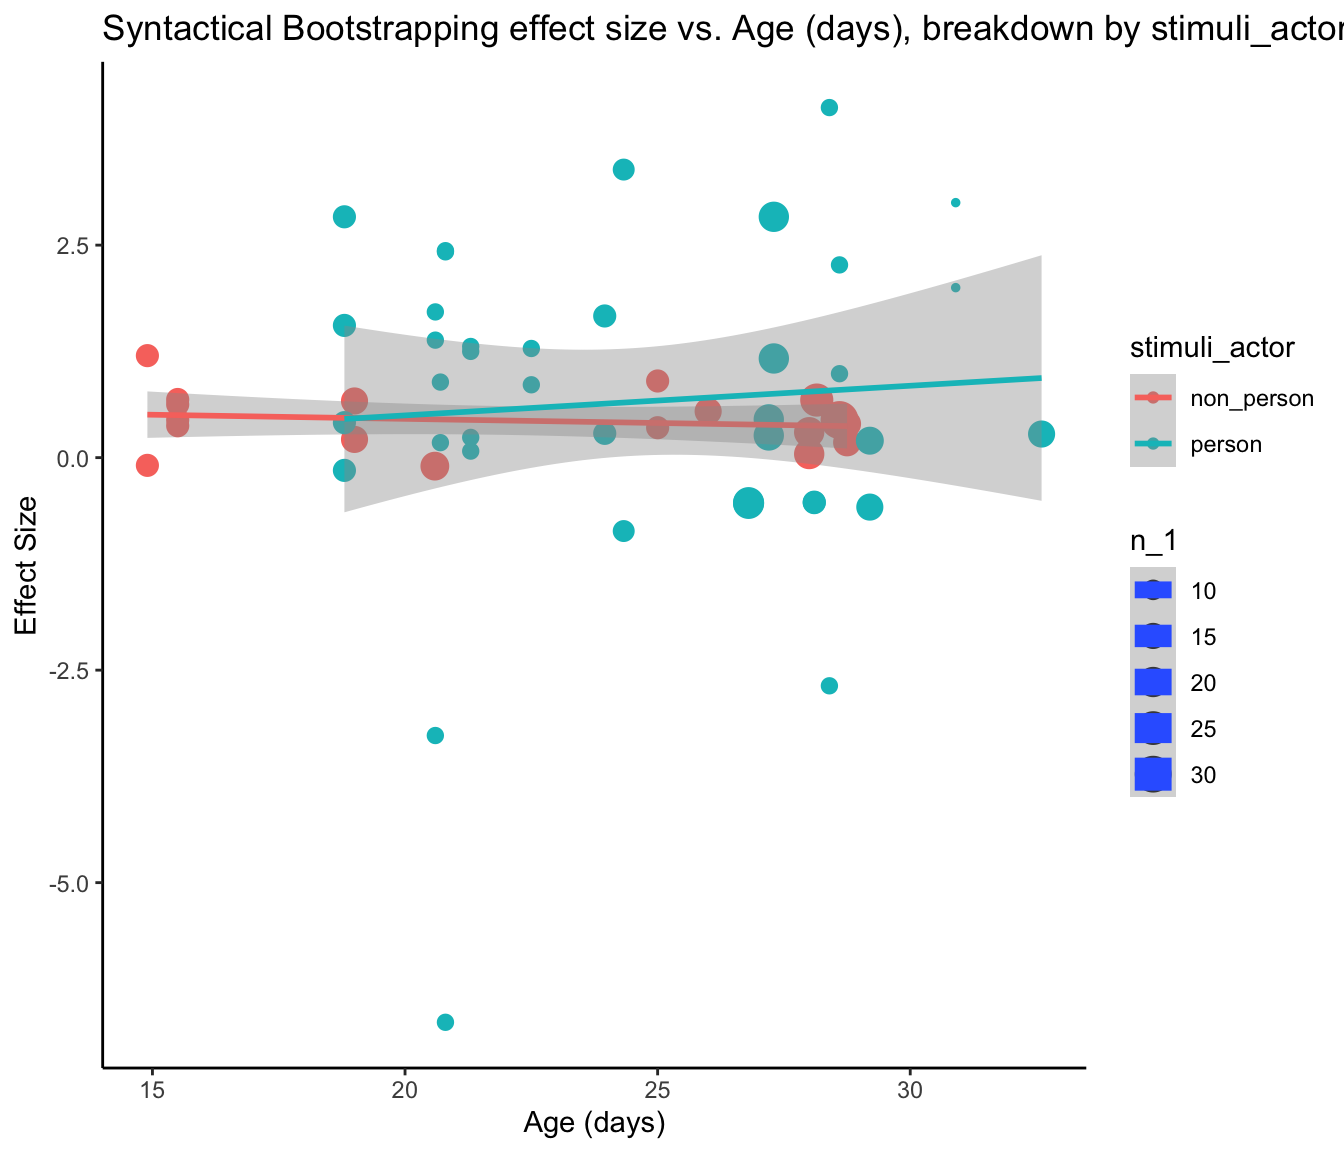 Syntactical Bootstrapping effect size vs. Age (days), breakdown by stimuli_actor
Effect Size
2.5
0.0
-2.5
-5.0
15
20
25
30
Age (days)
stimuli_actor
non_person
person
n_1
10
15
20
25
30